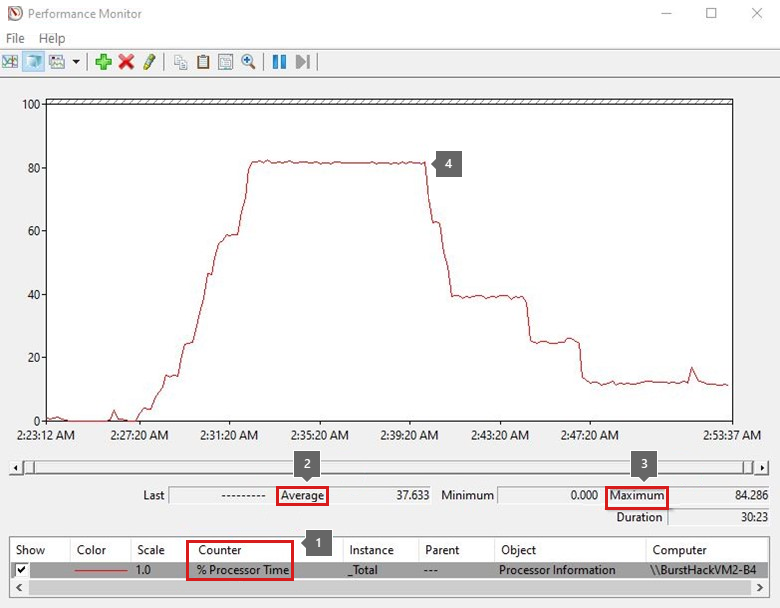 Performance Monitor
File Help
100
80
4
60
40
20
0
2:23:12 AM 2:27:20 AM 2:31:20 AM 2:35:20 AM 2:39:20 AM 2:43:20 AM 2:47:20 AM 2:53:37 AM
2 3
Last --------- Average 37.633 Minimum 0.000 Maximum 84.286
Duration 30:23
1
Show Color Scale Counter Instance Parent Object Computer
1.0 % Processor Time _Total --- Processor Information \\BurstHackVM2-B4